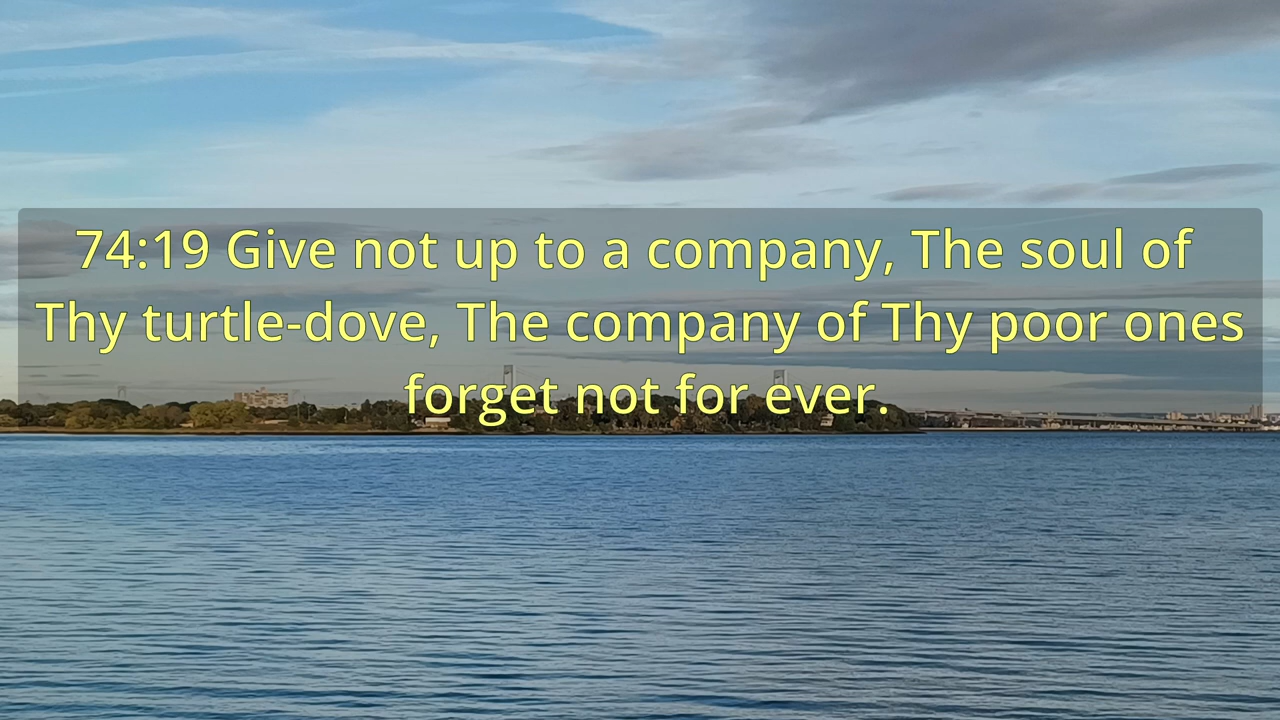 74:19 Give not up to a company, The soul of
Thy turtle-dove, The company of Thy poor ones
forget not for ever.